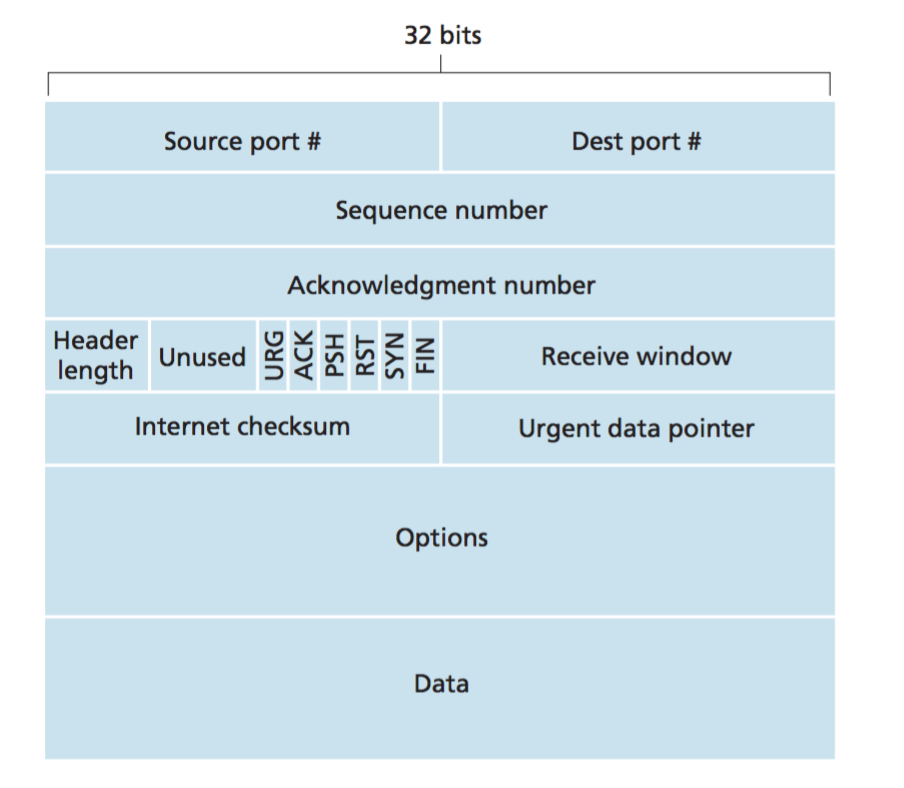 32 bits
Source port #
Dest port #
Sequence number
Acknowledgment number
Header
length
Unused
URG
ACK
PSH
RST
SYN
FIN
Receive window
Internet checksum
Urgent data pointer
Options
Data